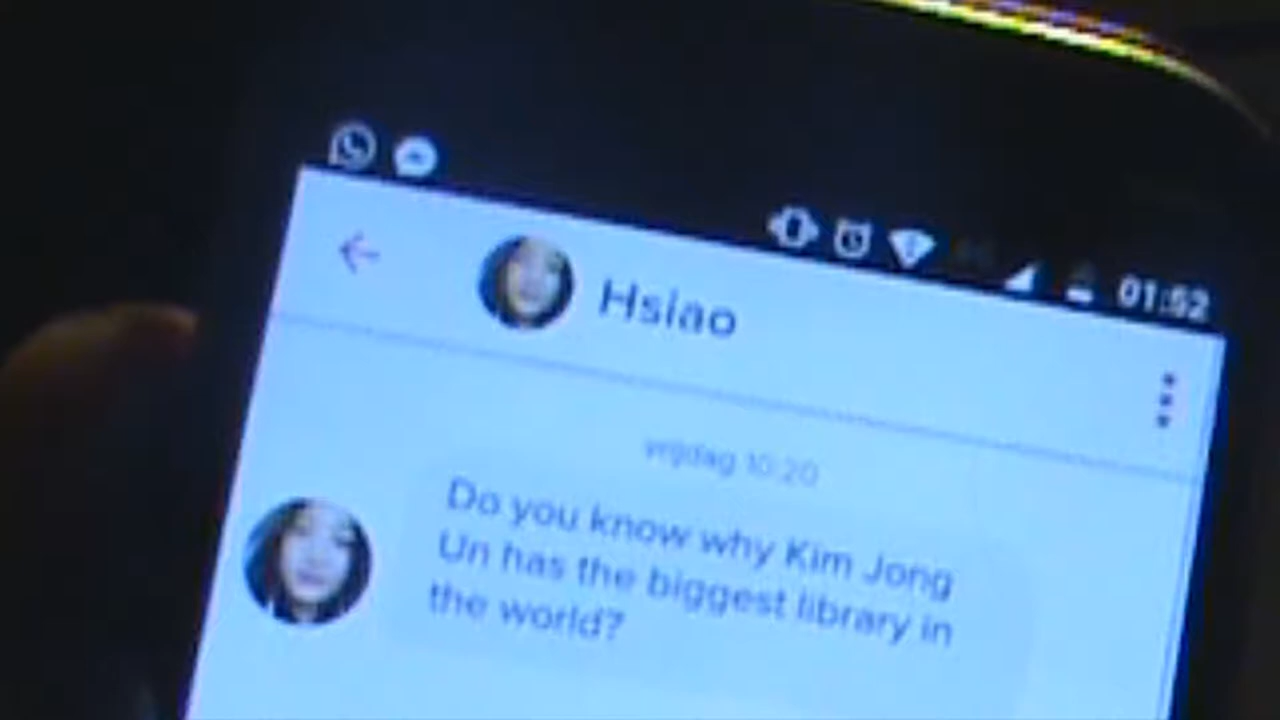 01:52
Hsiao
vrijdag 10:20
Do you know why Kim Jong
Un has the biggest library in
the world?